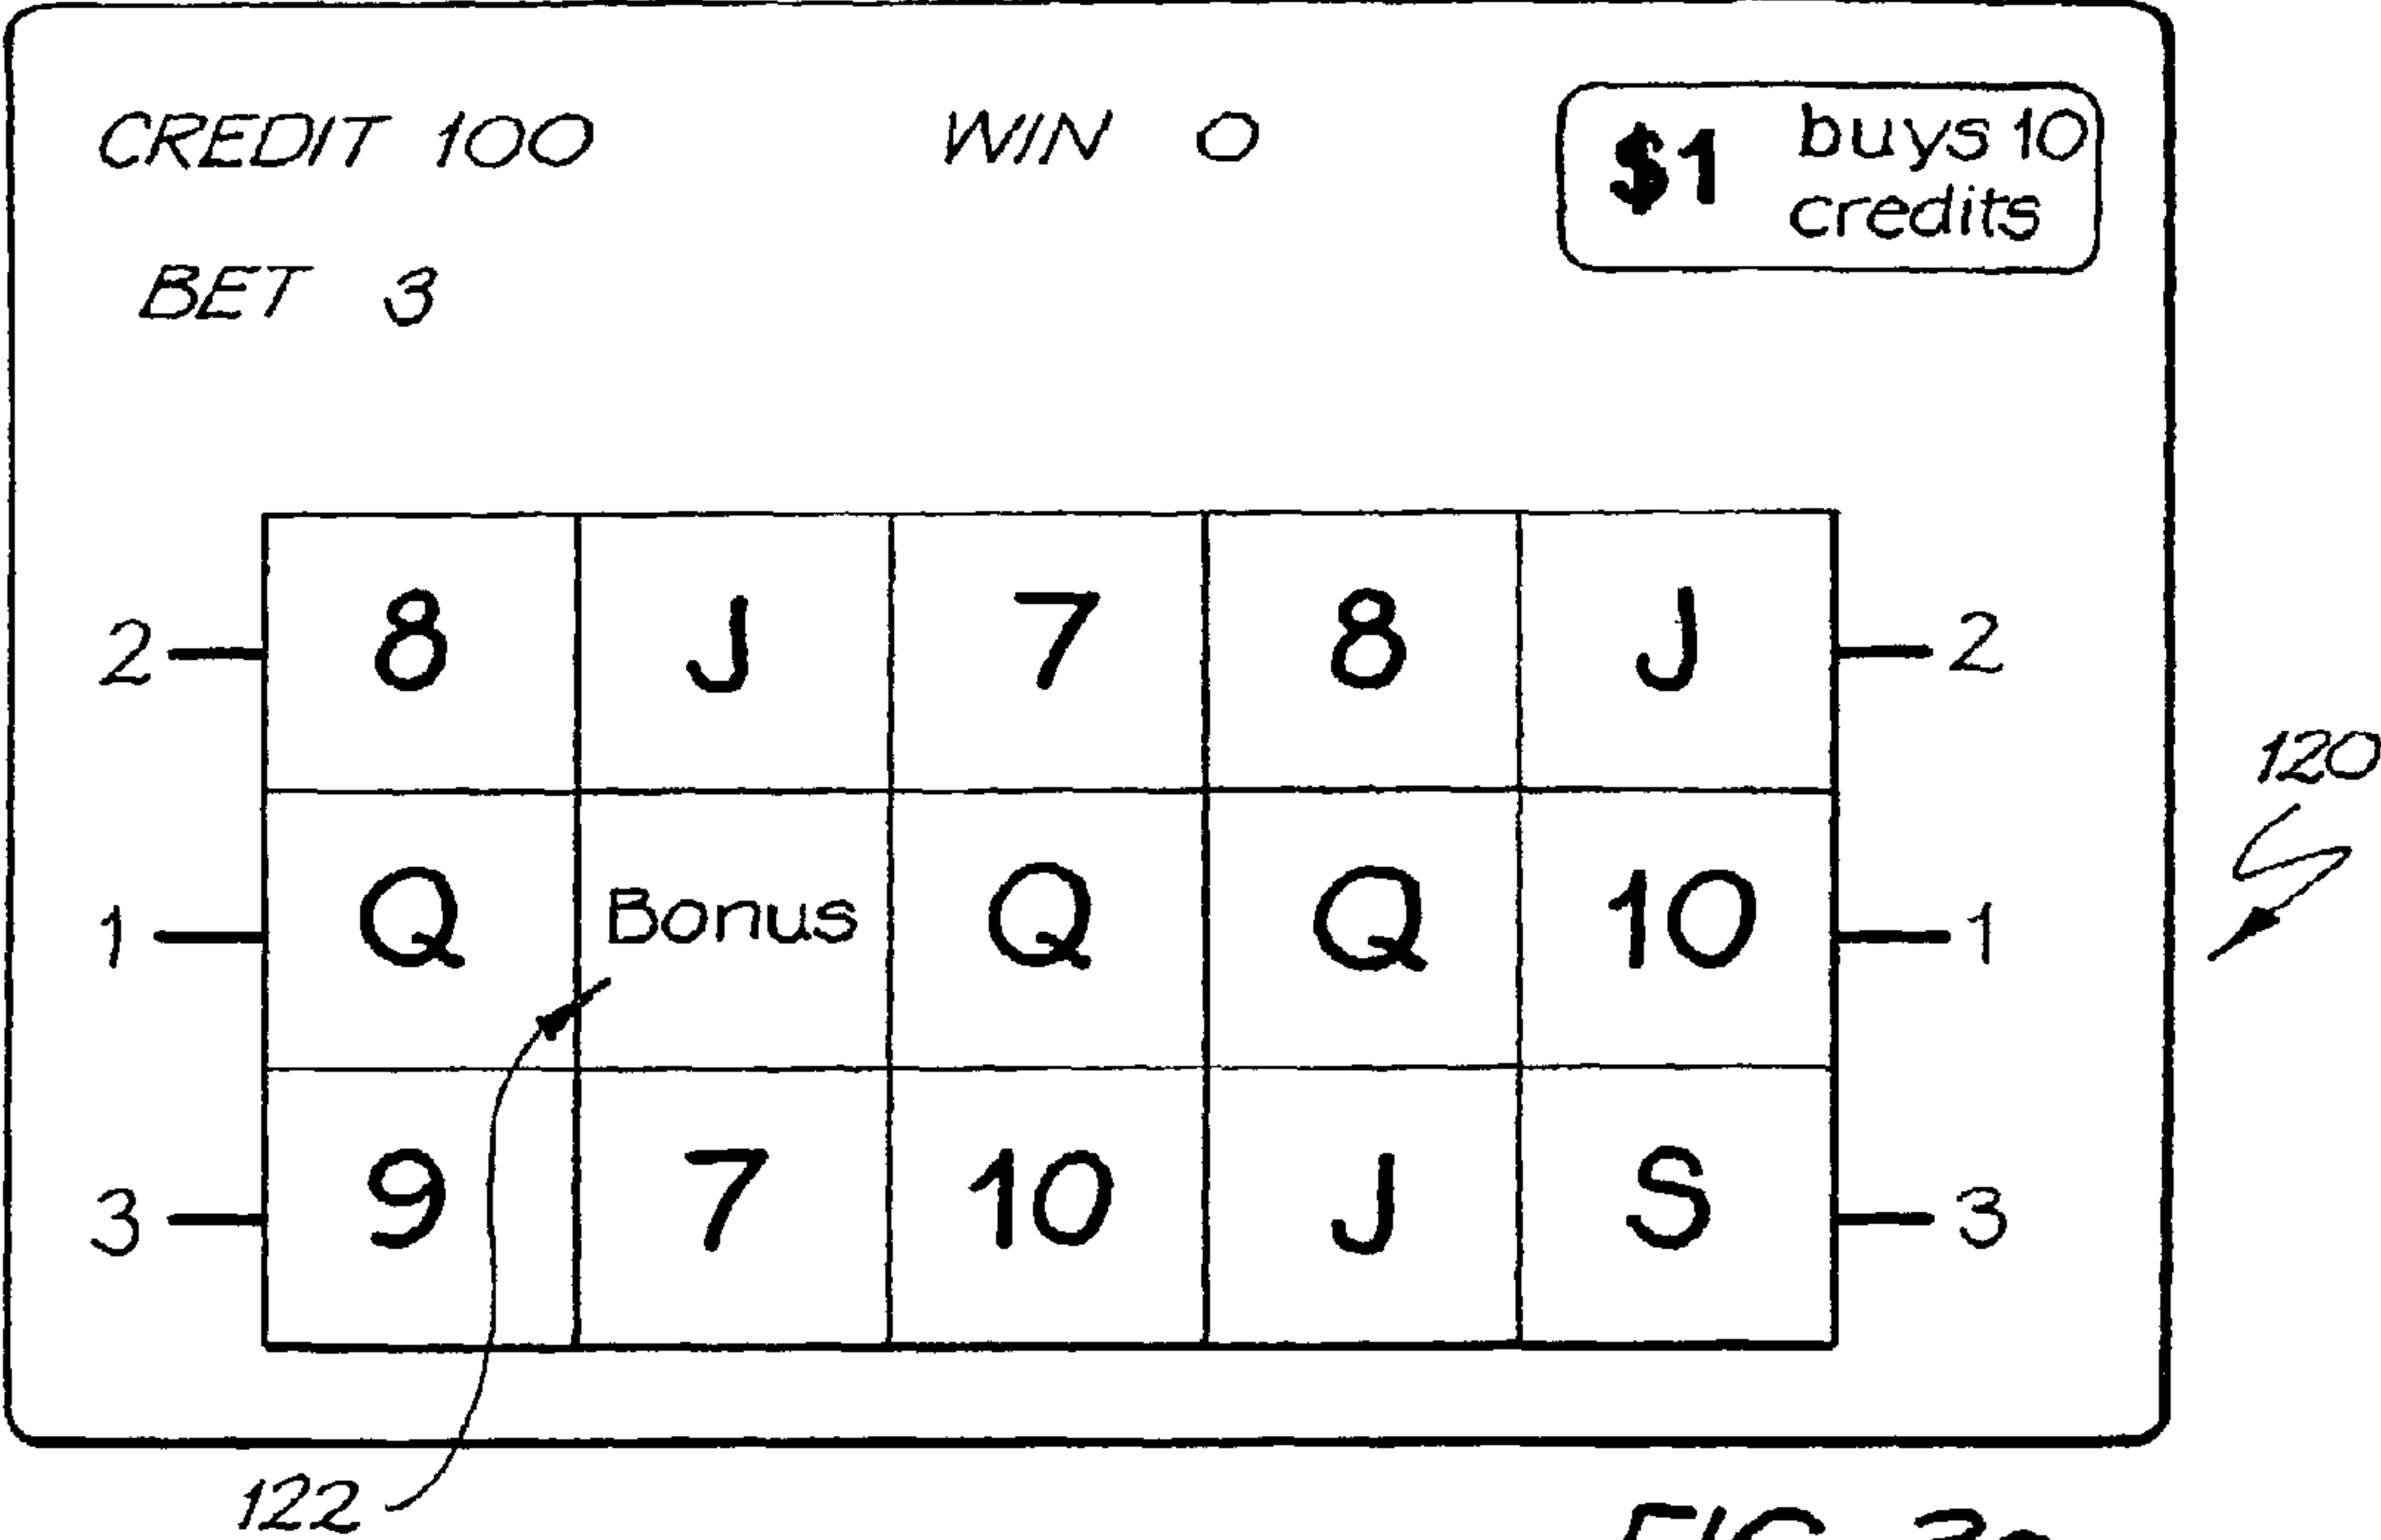 CREDIT 100 WIN 0 $1 buys 10
credits
BET 3
2 8 J 7 8 J 2
120
1 Q Bonus Q Q 10 1
3 9 7 10 J S 3
122
FIG.